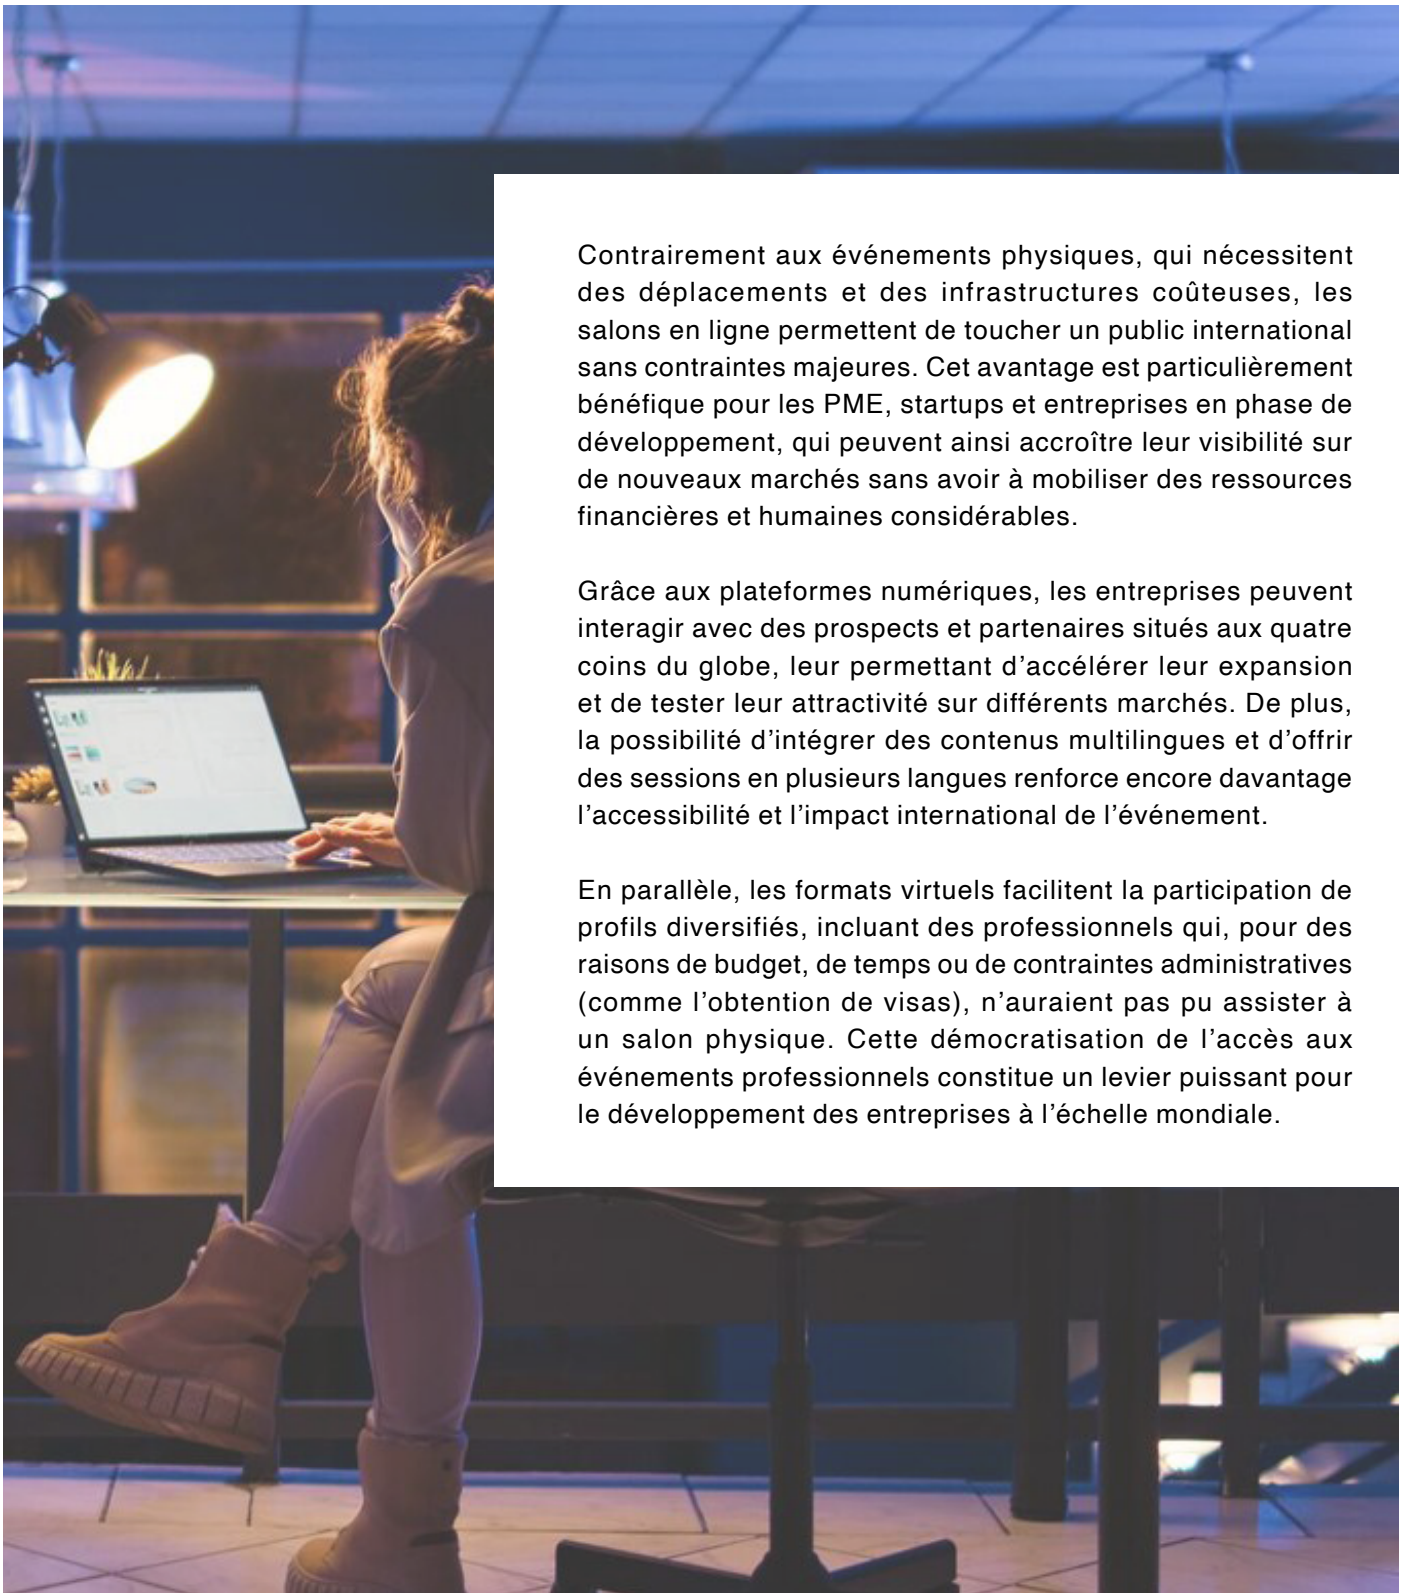 Contrairement aux événements physiques, qui nécessitent
des déplacements et des infrastructures coûteuses, les
salons en ligne permettent de toucher un public international
sans contraintes majeures. Cet avantage est particulièrement
bénéfique pour les PME, startups et entreprises en phase de
développement, qui peuvent ainsi accroître leur visibilité sur
de nouveaux marchés sans avoir à mobiliser des ressources
financières et humaines considérables.
Grâce aux plateformes numériques, les entreprises peuvent
interagir avec des prospects et partenaires situés aux quatre
coins du globe, leur permettant d’accélérer leur expansion
et de tester leur attractivité sur différents marchés. De plus,
la possibilité d’intégrer des contenus multilingues et d’offrir
des sessions en plusieurs langues renforce encore davantage
l’accessibilité et l’impact international de l’événement.
En parallèle, les formats virtuels facilitent la participation de
profils diversifiés, incluant des professionnels qui, pour des
raisons de budget, de temps ou de contraintes administratives
(comme l’obtention de visas), n’auraient pas pu assister à
un salon physique. Cette démocratisation de l’accès aux
événements professionnels constitue un levier puissant pour
le développement des entreprises à l’échelle mondiale.